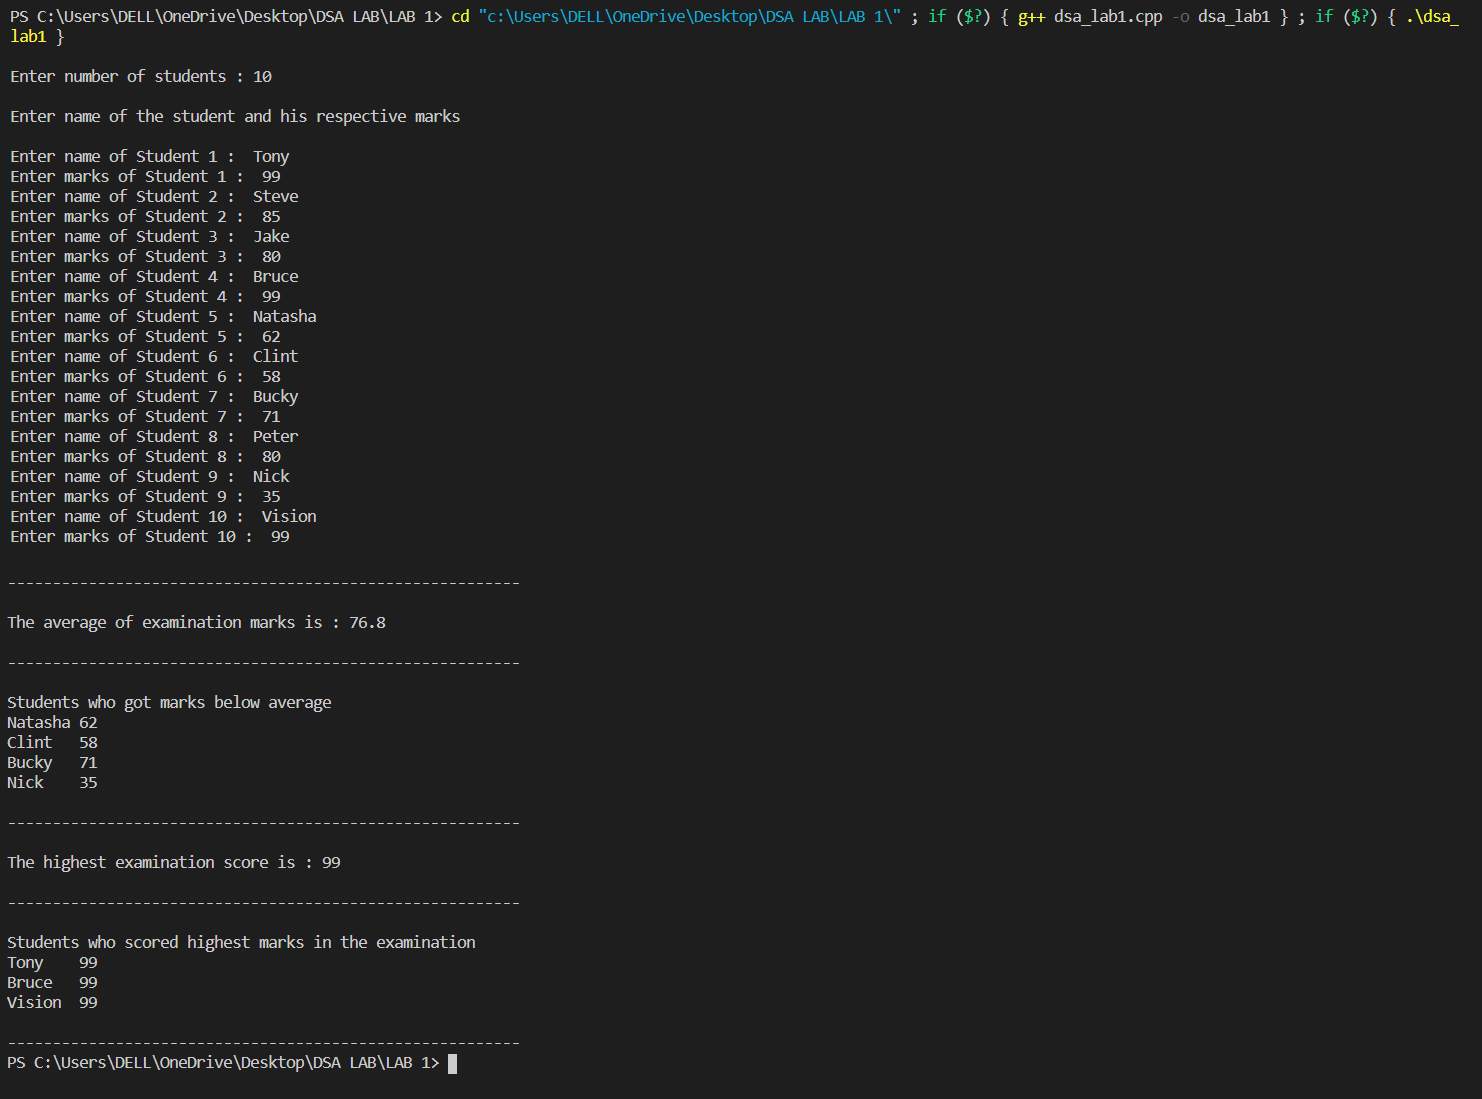 PS C:\Users\DELL\OneDrive\Desktop\DSA LAB\LAB 1> cd "c:\Users\DELL\OneDrive\Desktop\DSA LAB\LAB 1\" ; if ($?) { g++ dsa_lab1.cpp -o dsa_lab1 } ; if ($?) { .\dsa_
lab1 }
Enter number of students : 10
Enter name of the student and his respective marks
Enter name of Student 1 :  Tony
Enter marks of Student 1 :  99
Enter name of Student 2 :  Steve
Enter marks of Student 2 :  85
Enter name of Student 3 :  Jake
Enter marks of Student 3 :  80
Enter name of Student 4 :  Bruce
Enter marks of Student 4 :  99
Enter name of Student 5 :  Natasha
Enter marks of Student 5 :  62
Enter name of Student 6 :  Clint
Enter marks of Student 6 :  58
Enter name of Student 7 :  Bucky
Enter marks of Student 7 :  71
Enter name of Student 8 :  Peter
Enter marks of Student 8 :  80
Enter name of Student 9 :  Nick
Enter marks of Student 9 :  35
Enter name of Student 10 :  Vision
Enter marks of Student 10 :  99
---------------------------------------------------------
The average of examination marks is : 76.8
---------------------------------------------------------
Students who got marks below average
Natasha 62
Clint   58
Bucky   71
Nick    35
---------------------------------------------------------
The highest examination score is : 99
---------------------------------------------------------
Students who scored highest marks in the examination
Tony    99
Bruce   99
Vision  99
---------------------------------------------------------
PS C:\Users\DELL\OneDrive\Desktop\DSA LAB\LAB 1>